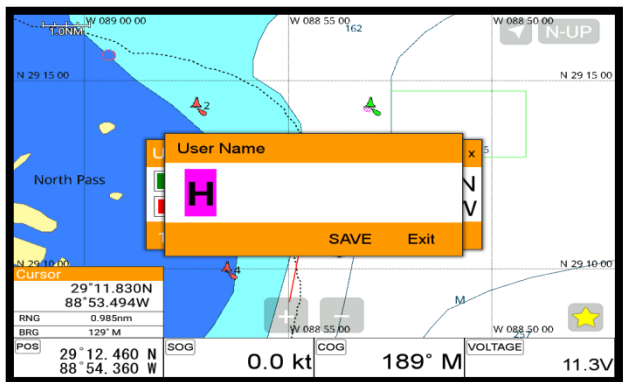 W 089 00 00
W 088 55 00
W 088 50 00
1.0NM
162
N-UP
N 29 15 00
N 29 15 00
2
User Name
x
5
North Pass
H
N
W
SAVE
Exit
N 29 10 00
N 29 10 00
4
Cursor
29°11.830N
88°53.494W
RNG
0.985nm
BRG
129° M
M
+
−
W 088 55 00
W 088 50 00
257
POS
29°12.460 N
88°54.360 W
SOG
0.0 kt
COG
189° M
VOLTAGE
11.3V